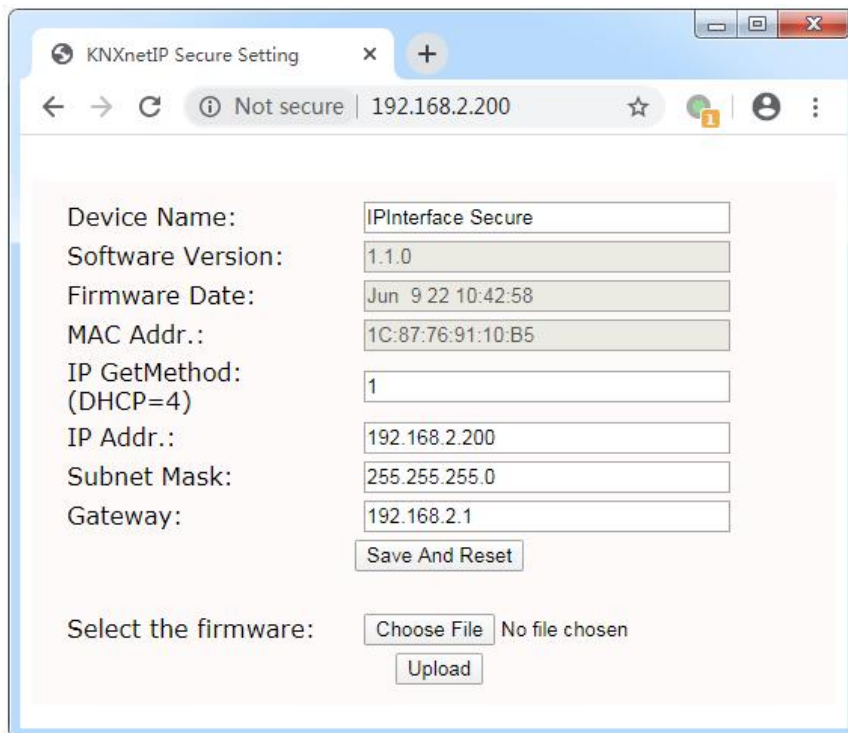 KNXnetIP Secure Setting
Not secure 192.168.2.200
1
Device Name: IPInterface Secure
Software Version: 1.1.0
Firmware Date: Jun  9 22 10:42:58
MAC Addr.: 1C:87:76:91:10:B5
IP GetMethod:
(DHCP=4) 1
IP Addr.: 192.168.2.200
Subnet Mask: 255.255.255.0
Gateway: 192.168.2.1
Save And Reset
Select the firmware: Choose File No file chosen
Upload